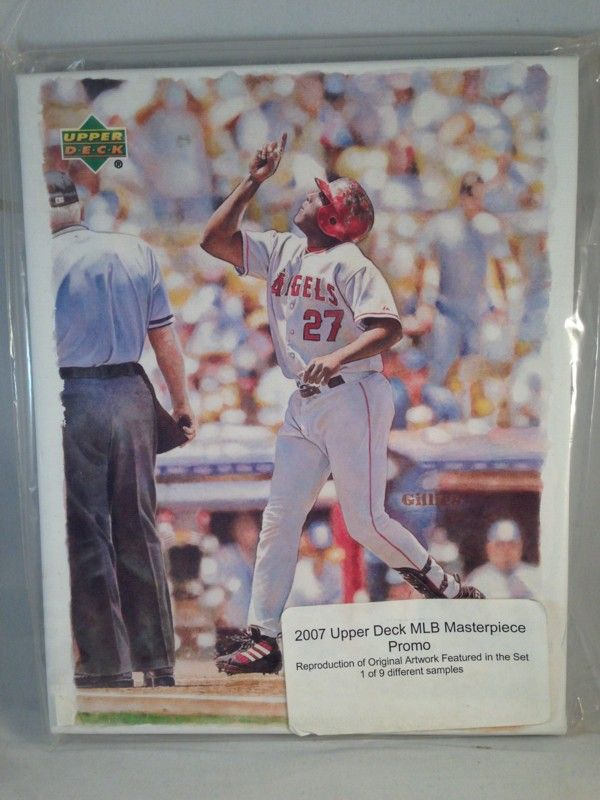 UPPER
D·E·C·K
®
ANGELS
27
2007 Upper Deck MLB Masterpiece
Promo
Reproduction of Original Artwork Featured in the Set
1 of 9 different samples